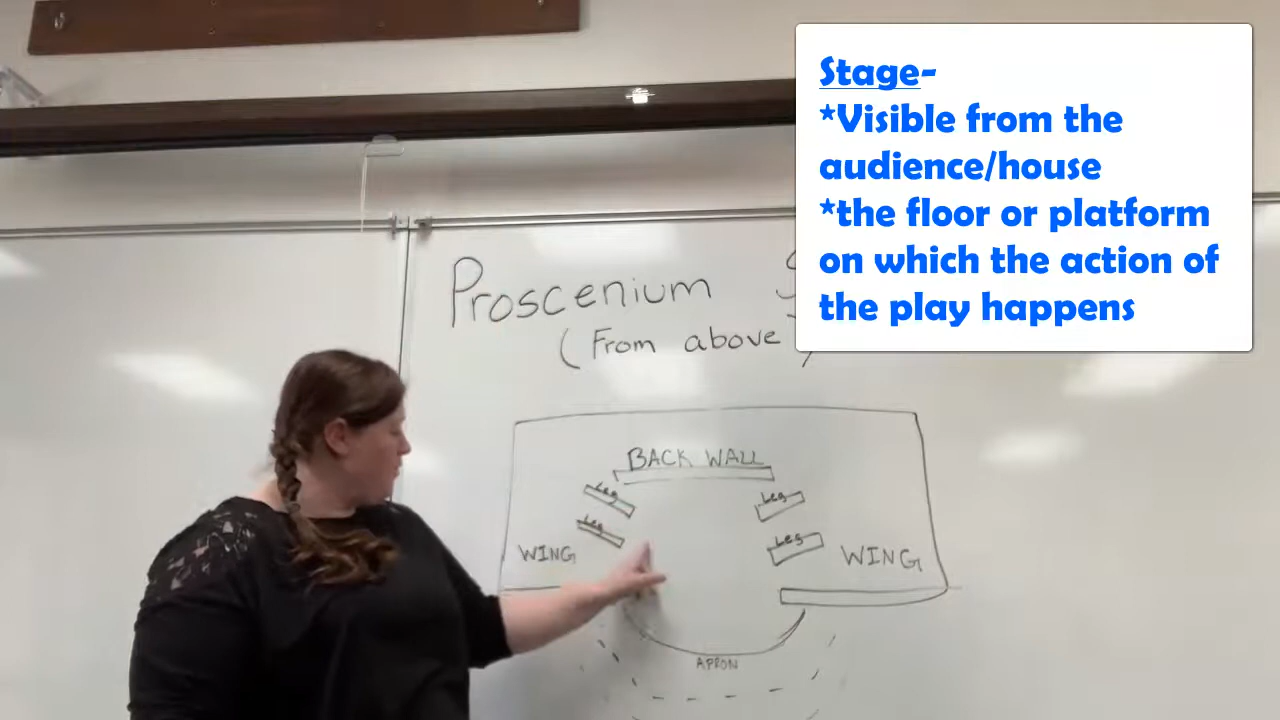 Stage-
*Visible from the
audience/house
*the floor or platform
on which the action of
the play happens
Proscenium
(From above)
BACK WALL
Leg
Leg
Leg
Leg
WING
WING
APRON